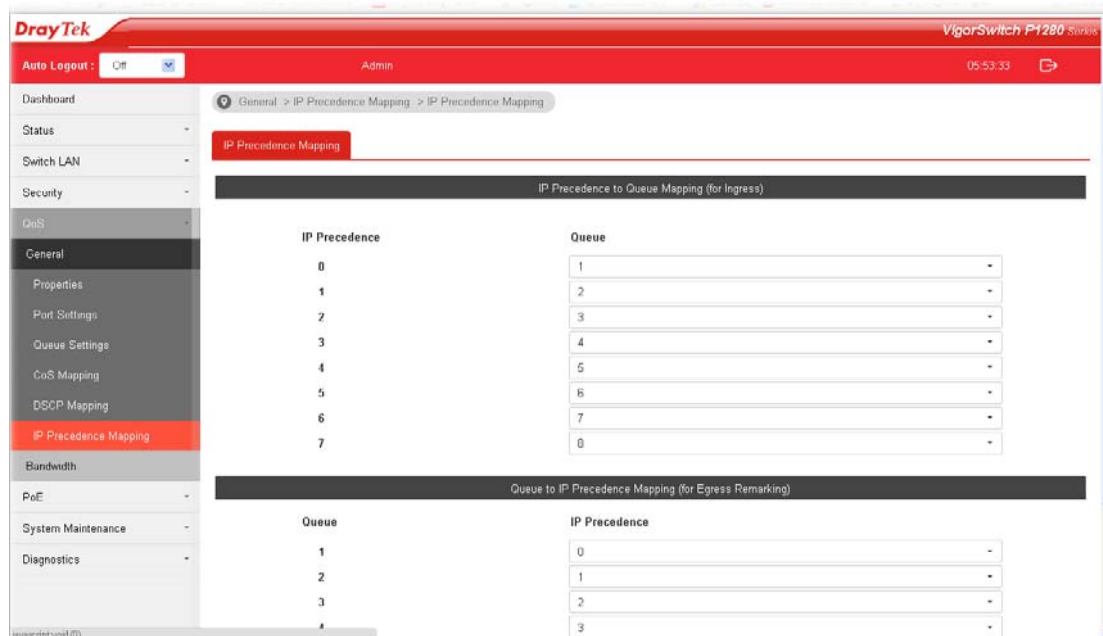 DrayTek
VigorSwitch P1280 Series
Auto Logout : Off
Admin
05:53:33
Dashboard
Status
Switch LAN
Security
QoS
General
Properties
Port Settings
Queue Settings
CoS Mapping
DSCP Mapping
IP Precedence Mapping
Bandwidth
PoE
System Maintenance
Diagnostics
General > IP Precedence Mapping > IP Precedence Mapping
IP Precedence Mapping
IP Precedence to Queue Mapping (for Ingress)
IP Precedence Queue
0 1
1 2
2 3
3 4
4 5
5 6
6 7
7 8
Queue to IP Precedence Mapping (for Egress Remarking)
Queue IP Precedence
1 0
2 1
3 2
4 3